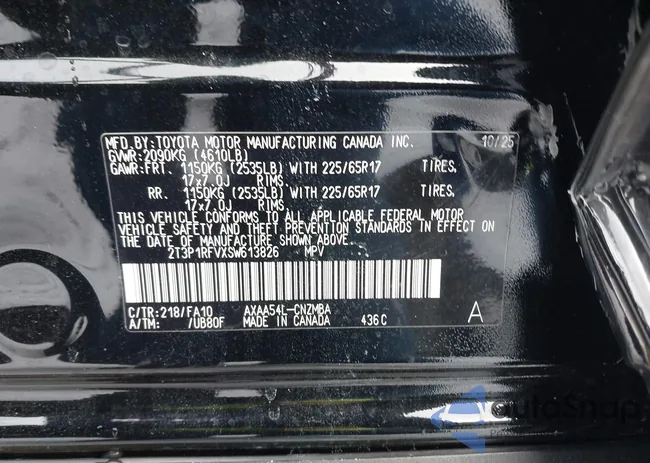 MFD.BY:TOYOTA MOTOR MANUFACTURING CANADA INC. 10/25
GVWR:2090KG (4610LB)
GAWR:FRT. 1150KG (2535LB) WITH 225/65R17 TIRES,
17x7.0J RIMS.
RR. 1150KG (2535LB) WITH 225/65R17 TIRES,
17x7.0J RIMS.
THIS VEHICLE CONFORMS TO ALL APPLICABLE FEDERAL MOTOR
VEHICLE SAFETY AND THEFT PREVENTION STANDARDS IN EFFECT ON
THE DATE OF MANUFACTURE SHOWN ABOVE.
2T3P1RFVXSW613826 MPV
C/TR:218/FA10 AXAA54L-CNZMBA
A/TM: /UB80F MADE IN CANADA 436C A
autoSnap